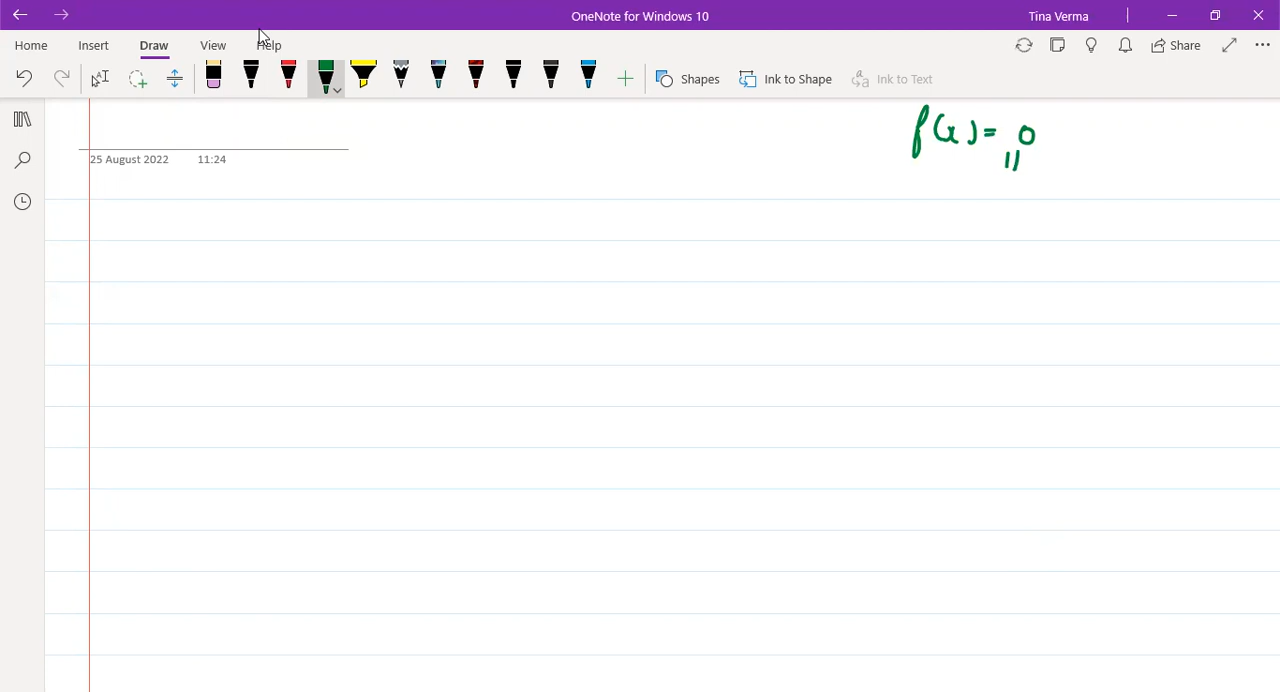 OneNote for Windows 10
Tina Verma
Home Insert Draw View Help
Share
Shapes Ink to Shape Ink to Text
f(x) = 0
25 August 2022 11:24